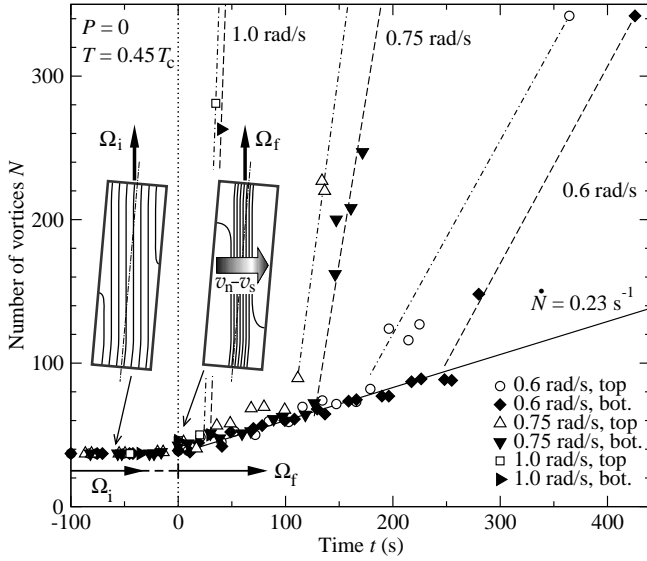 P = 0
T = 0.45T_c
1.0 rad/s
0.75 rad/s
0.6 rad/s
Ω_i
Ω_f
v_n−v_s
Ṅ = 0.23 s⁻¹
0.6 rad/s, top
0.6 rad/s, bot.
0.75 rad/s, top
0.75 rad/s, bot.
1.0 rad/s, top
1.0 rad/s, bot.
Ω_i
Ω_f
Number of vortices N
300
200
100
0
-100
0
100
200
300
400
Time t (s)